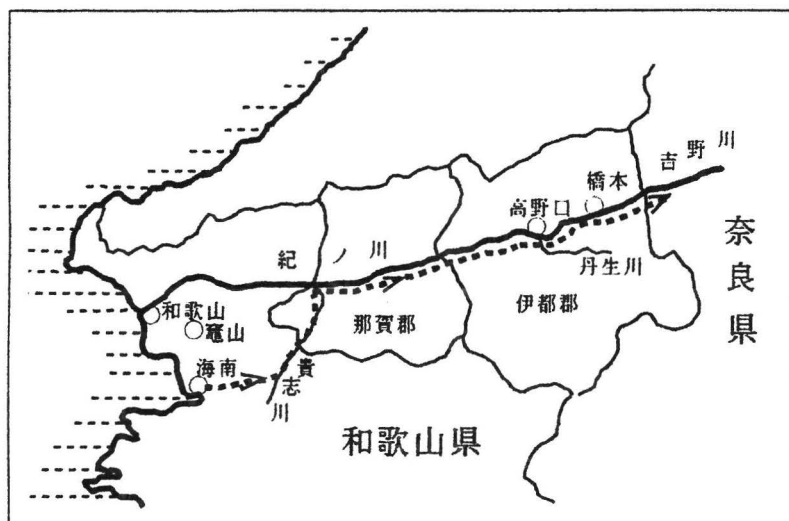 吉野川
橋本
高野口
奈良県
紀ノ川
丹生川
伊都郡
和歌山
竈山
那賀郡
海南
貴志川
和歌山県